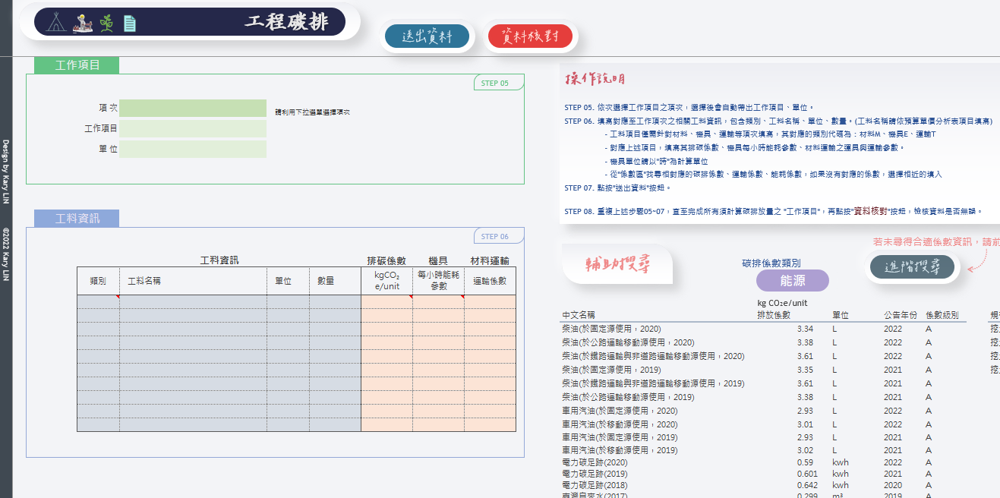 工程碳排
送出資料
資料核對
工作項目
STEP 05
項 次
請利用下拉選單選擇項次
工作項目
單 位
Design by Kary LIN
©2022 Kary LIN
工料資訊
STEP 06
工料資訊 排碳係數 機具 材料運輸
類別 工料名稱 單位 數量 kgCO₂ e/unit 每小時能耗參數 運輸係數
操作說明
STEP 05. 依次選擇工作項目之項次，選擇後會自動帶出工作項目、單位。
STEP 06. 填寫對應至工作項次之相關工料資訊，包含類別、工料名稱、單位、數量。(工料名稱請依預算單價分析表項目填寫)
- 工料項目僅需針對材料、機具、運輸等項次填寫，其對應的類別代碼為：材料M、機具E、運輸T
- 對應上述項目，填寫其排碳係數、機具每小時能耗參數、材料運輸之運具與運輸參數。
- 機具單位請以"時"為計算單位
- 從"係數區"找尋相對應的碳排係數、運輸係數、能耗係數，如果沒有對應的係數，選擇相近的填入
STEP 07. 點按"送出資料"按鈕。
STEP 08. 重複上述步驟05~07，直至完成所有須計算碳排放量之 "工作項目"，再點按"資料核對"按鈕，檢核資料是否無誤。
輔助搜尋
碳排係數類別
能源
若未尋得合適係數資訊，請前
進階搜尋
kg CO₂e/unit
中文名稱 排放係數 單位 公告年份 係數級別
柴油(於固定源使用，2020) 3.34 L 2022 A 挖
柴油(於公路運輸移動源使用，2020) 3.38 L 2022 A 挖
柴油(於鐵路運輸與非道路運輸移動源使用，2020) 3.61 L 2022 A 挖
柴油(於固定源使用，2019) 3.35 L 2021 A 挖
柴油(於鐵路運輸與非道路運輸移動源使用，2019) 3.61 L 2021 A
柴油(於公路運輸移動源使用，2019) 3.38 L 2021 A
車用汽油(於固定源使用，2020) 2.93 L 2022 A
車用汽油(於移動源使用，2020) 3.01 L 2022 A
車用汽油(於固定源使用，2019) 2.93 L 2021 A
車用汽油(於移動源使用，2019) 3.02 L 2021 A
電力碳足跡(2020) 0.59 kwh 2022 A
電力碳足跡(2019) 0.601 kwh 2021 A
電力碳足跡(2018) 0.642 kwh 2020 A
臺灣自來水(2017) 0.299 m³ 2019 A